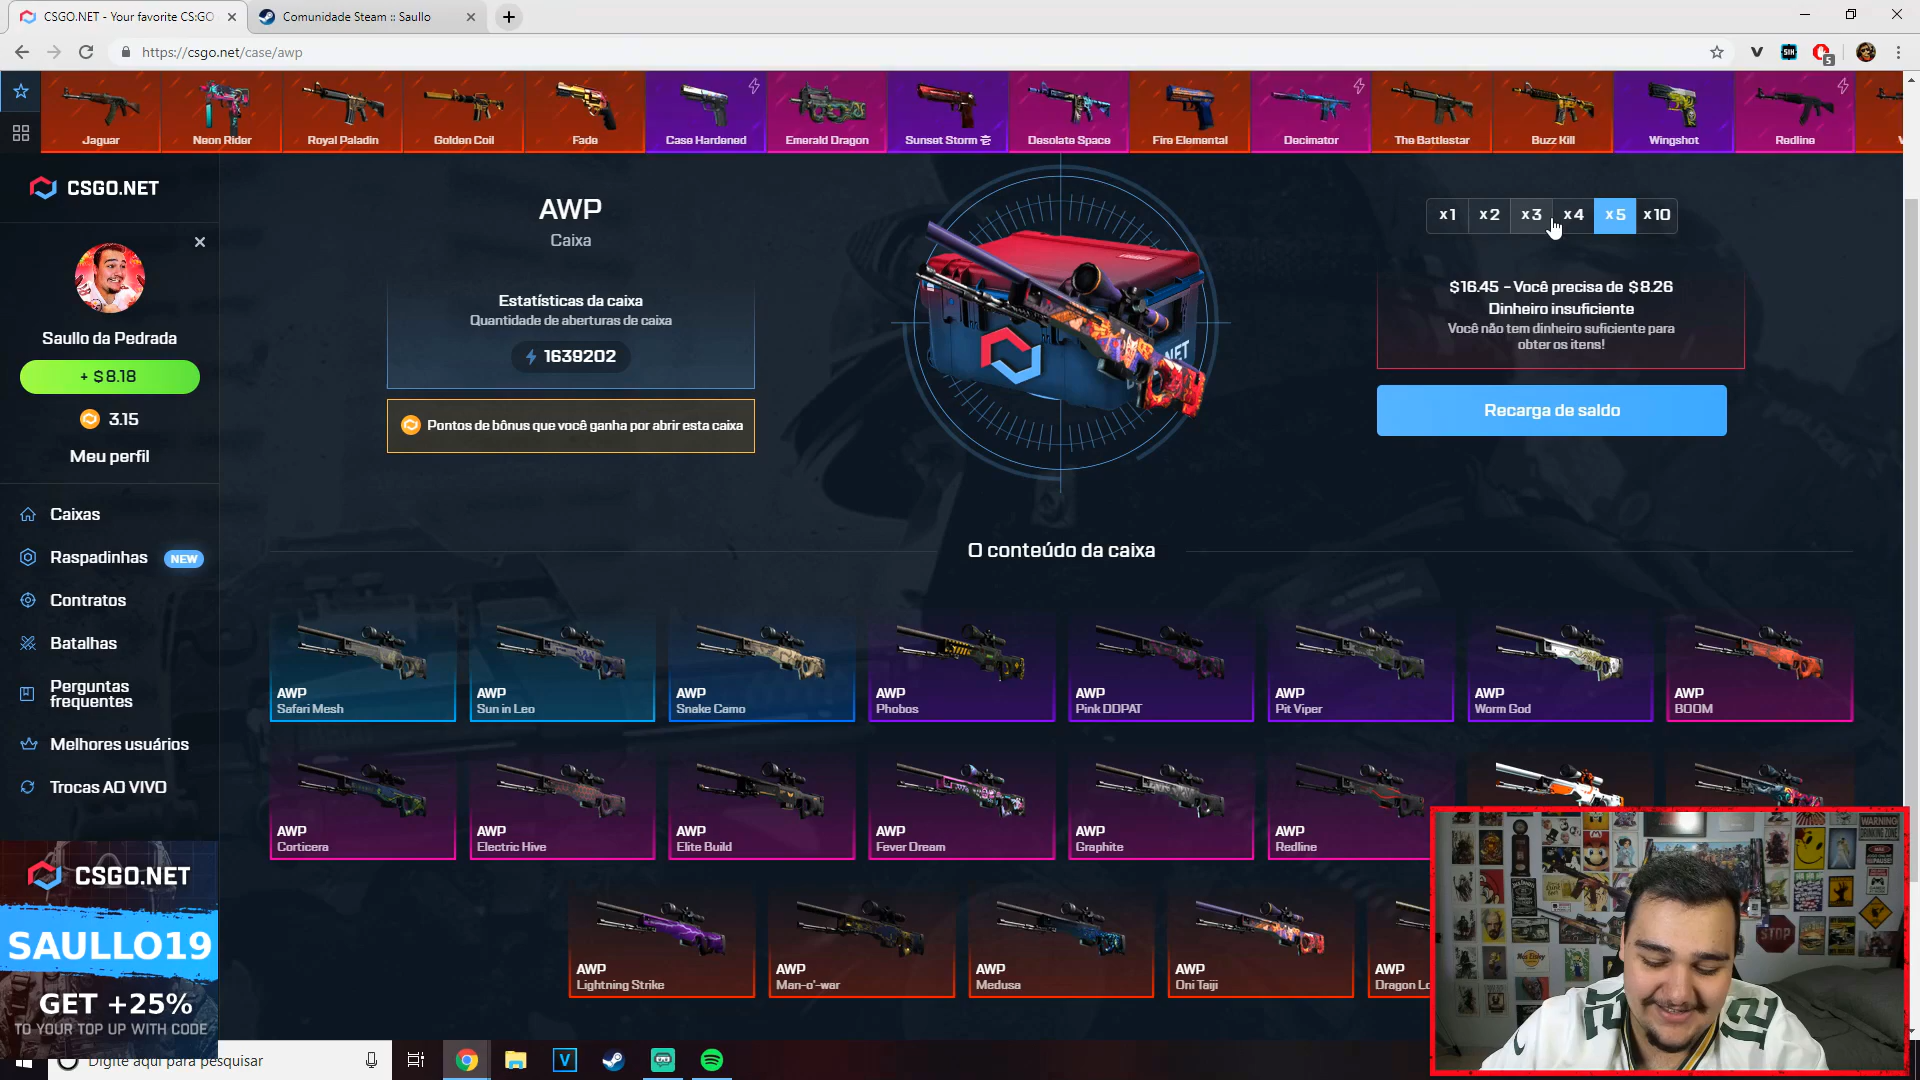 CSGO.NET - Your favorite CS:GO
Comunidade Steam :: Saullo
https://csgo.net/case/awp
5
Jaguar
Neon Rider
Royal Paladin
Golden Coil
Fade
Case Hardened
Emerald Dragon
Sunset Storm 壱
Desolate Space
Fire Elemental
Decimator
The Battlestar
Buzz Kill
Wingshot
Redline
CSGO.NET
Saullo da Pedrada
+ $8.18
3.15
Meu perfil
Caixas
Raspadinhas NEW
Contratos
Batalhas
Perguntas
frequentes
Melhores usuários
Trocas AO VIVO
CSGO.NET
SAULLO19
GET +25%
TO YOUR TOP UP WITH CODE
AWP
Caixa
Estatísticas da caixa
Quantidade de aberturas de caixa
1639202
Pontos de bônus que você ganha por abrir esta caixa
x1 x2 x3 x4 x5 x10
$16.45 - Você precisa de $8.26
Dinheiro insuficiente
Você não tem dinheiro suficiente para
obter os itens!
Recarga de saldo
O conteúdo da caixa
AWP
Safari Mesh
AWP
Sun in Leo
AWP
Snake Camo
AWP
Phobos
AWP
Pink DDPAT
AWP
Pit Viper
AWP
Worm God
AWP
BOOM
AWP
Corticera
AWP
Electric Hive
AWP
Elite Build
AWP
Fever Dream
AWP
Graphite
AWP
Redline
AWP
Lightning Strike
AWP
Man-o'-war
AWP
Medusa
AWP
Oni Taiji
AWP
Dragon Lo
STOP
WARNING
12
Digite aqui para pesquisar